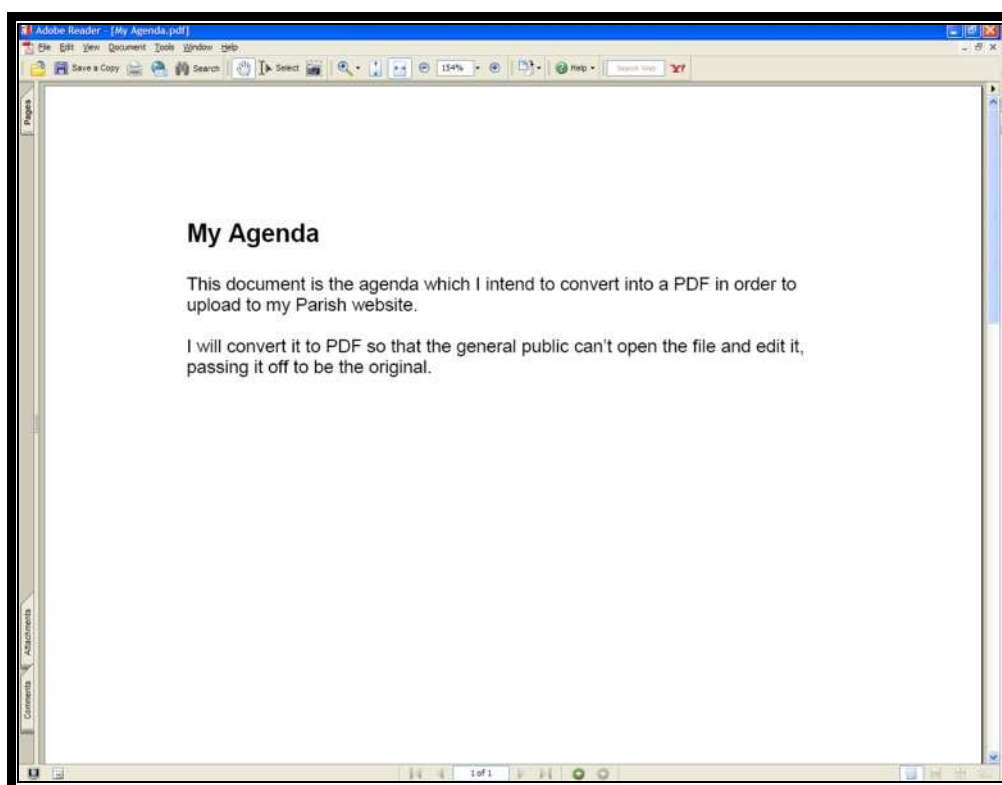 Adobe Reader - [My Agenda.pdf]
File Edit View Document Tools Window Help
Save a Copy Search Select 154% Help Search Web Y!
Pages
My Agenda
This document is the agenda which I intend to convert into a PDF in order to
upload to my Parish website.
I will convert it to PDF so that the general public can't open the file and edit it,
passing it off to be the original.
Attachments
Comments
1 of 1